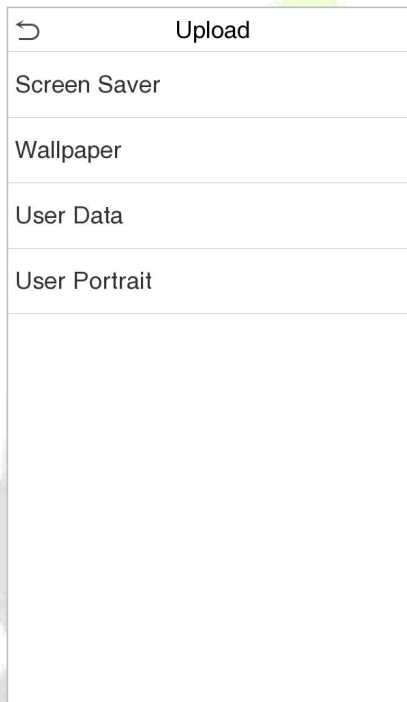 Upload
Screen Saver
Wallpaper
User Data
User Portrait